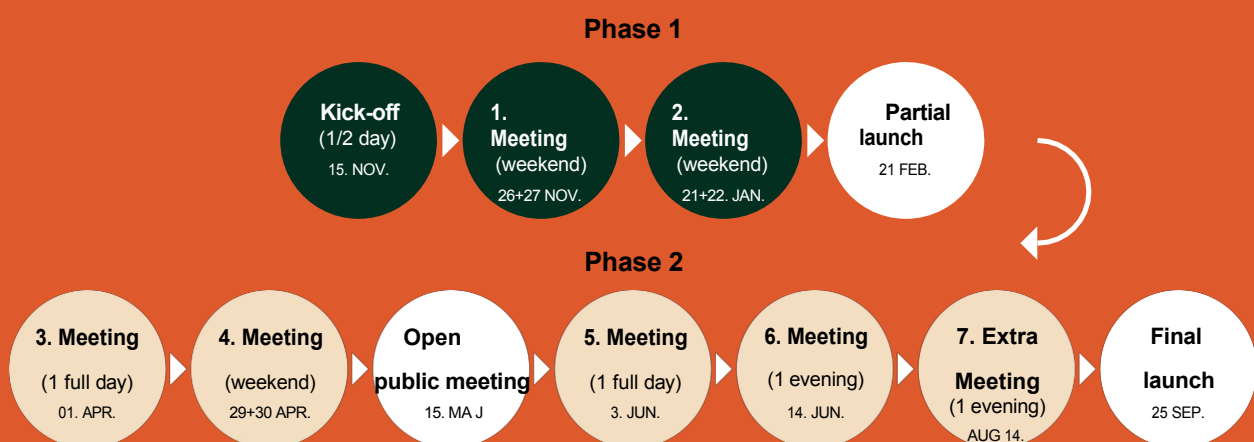 Phase 1
Kick-off
(1/2 day)
15. NOV.
1.
Meeting
(weekend)
26+27 NOV.
2.
Meeting
(weekend)
21+22. JAN.
Partial
launch
21 FEB.
Phase 2
3. Meeting
(1 full day)
01. APR.
4. Meeting
(weekend)
29+30 APR.
Open
public meeting
15. MA J
5. Meeting
(1 full day)
3. JUN.
6. Meeting
(1 evening)
14. JUN.
7. Extra
Meeting
(1 evening)
AUG 14.
Final
launch
25 SEP.